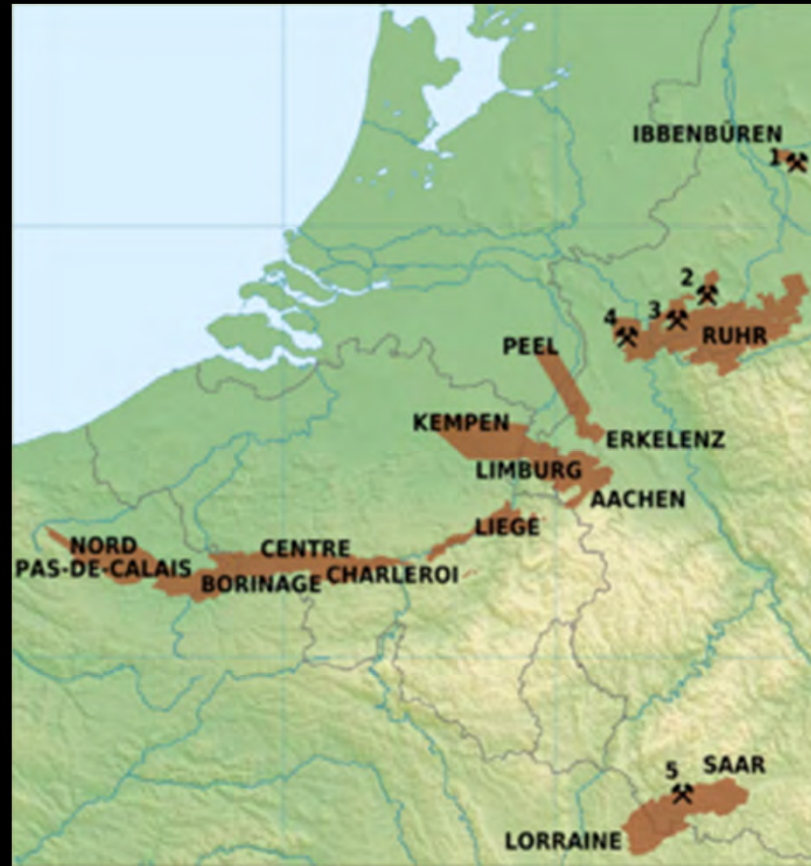 IBBENBÜREN
1
2
3
4
RUHR
PEEL
KEMPEN
ERKELENZ
LIMBURG
AACHEN
LIEGE
NORD
PAS-DE-CALAIS
CENTRE
BORINAGE
CHARLEROI
5
SAAR
LORRAINE